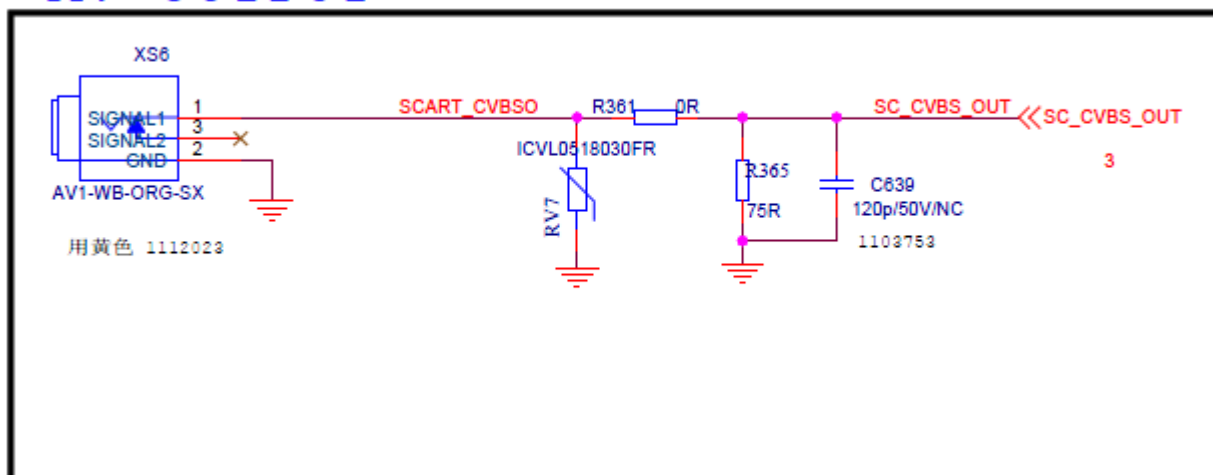 XS6
SIGNAL1
1
SIGNAL2
3
GND
2
AV1-WB-ORG-SX
用黄色 1112023
SCART_CVBSO
R361
0R
ICVL0518030FR
RV7
R365
75R
C639
120p/50V/NC
1103753
SC_CVBS_OUT
SC_CVBS_OUT
3